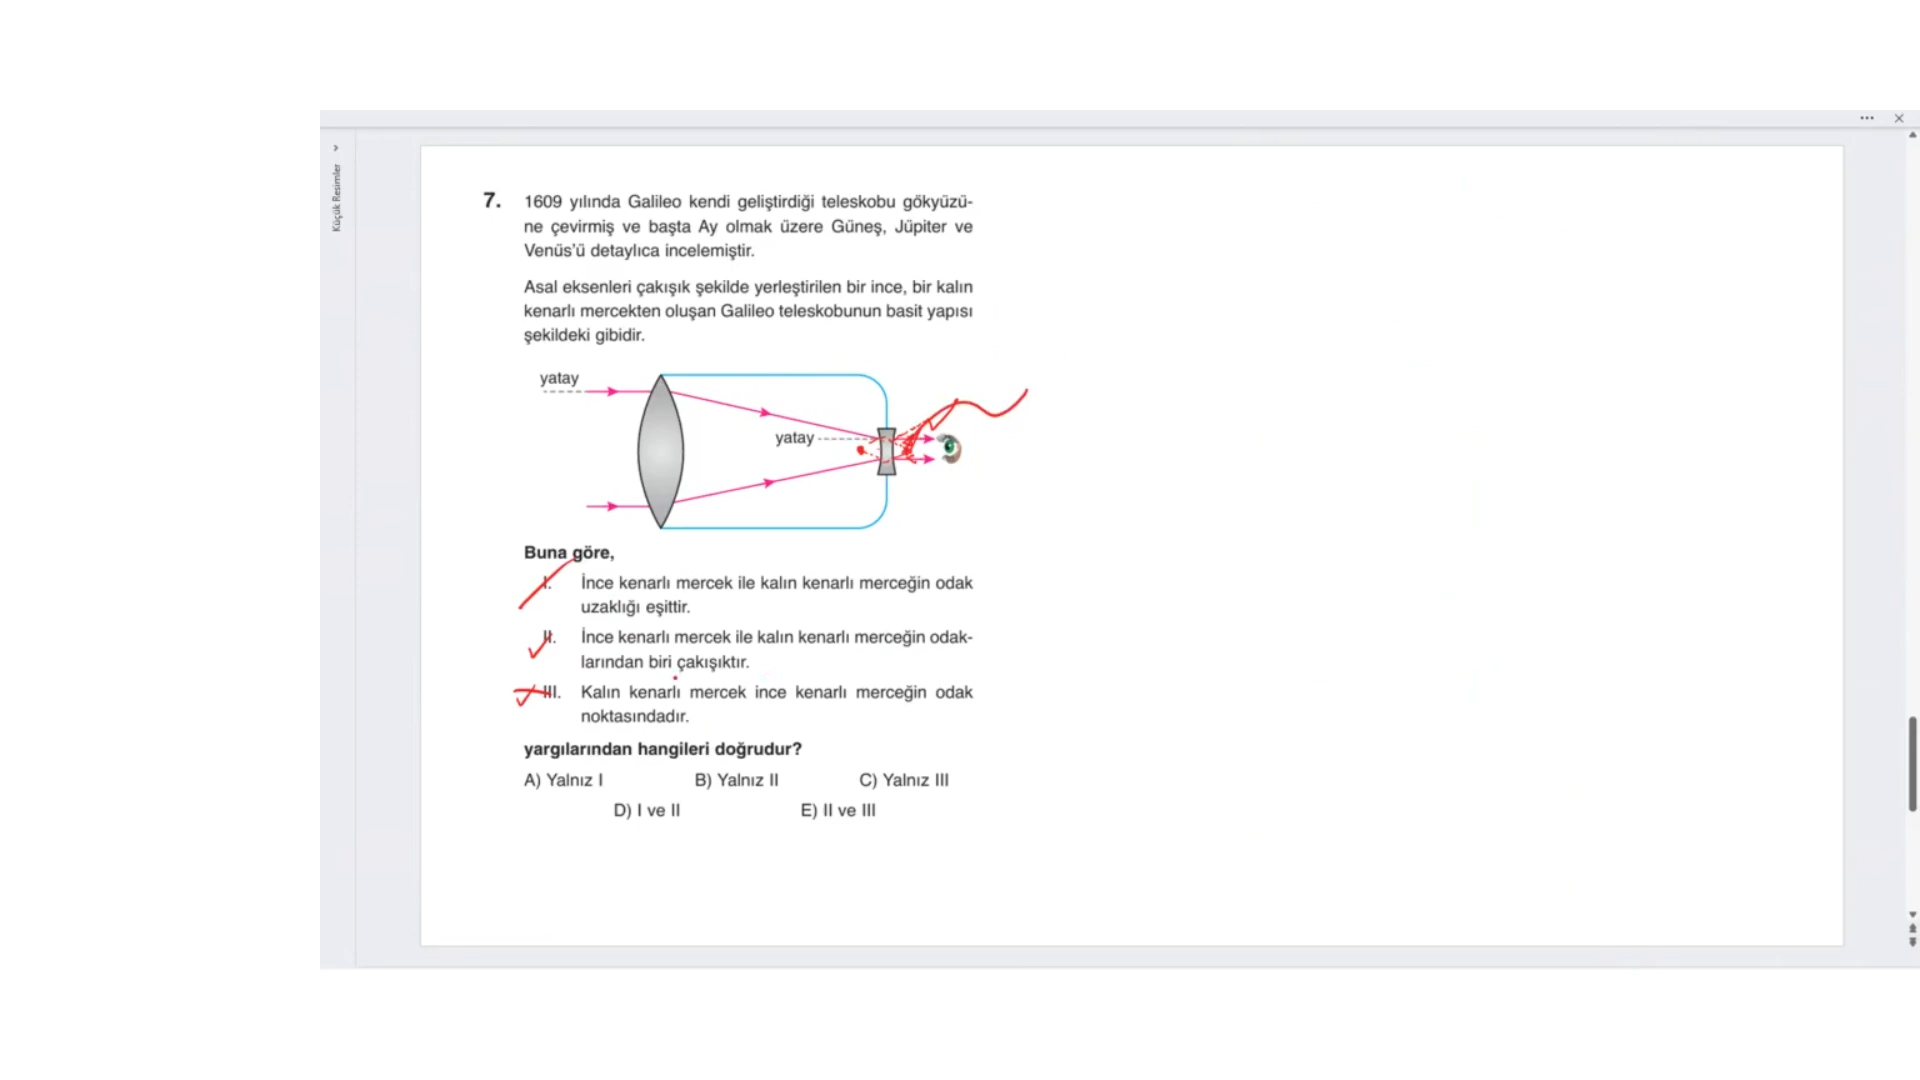 Küçük Resimler
7. 1609 yılında Galileo kendi geliştirdiği teleskobu gökyüzü-
ne çevirmiş ve başta Ay olmak üzere Güneş, Jüpiter ve
Venüs'ü detaylıca incelemiştir.
Asal eksenleri çakışık şekilde yerleştirilen bir ince, bir kalın
kenarlı mercekten oluşan Galileo teleskobunun basit yapısı
şekildeki gibidir.
yatay
yatay
Buna göre,
I. İnce kenarlı mercek ile kalın kenarlı merceğin odak
uzaklığı eşittir.
II. İnce kenarlı mercek ile kalın kenarlı merceğin odak-
larından biri çakışıktır.
III. Kalın kenarlı mercek ince kenarlı merceğin odak
noktasındadır.
yargılarından hangileri doğrudur?
A) Yalnız I B) Yalnız II C) Yalnız III
D) I ve II E) II ve III